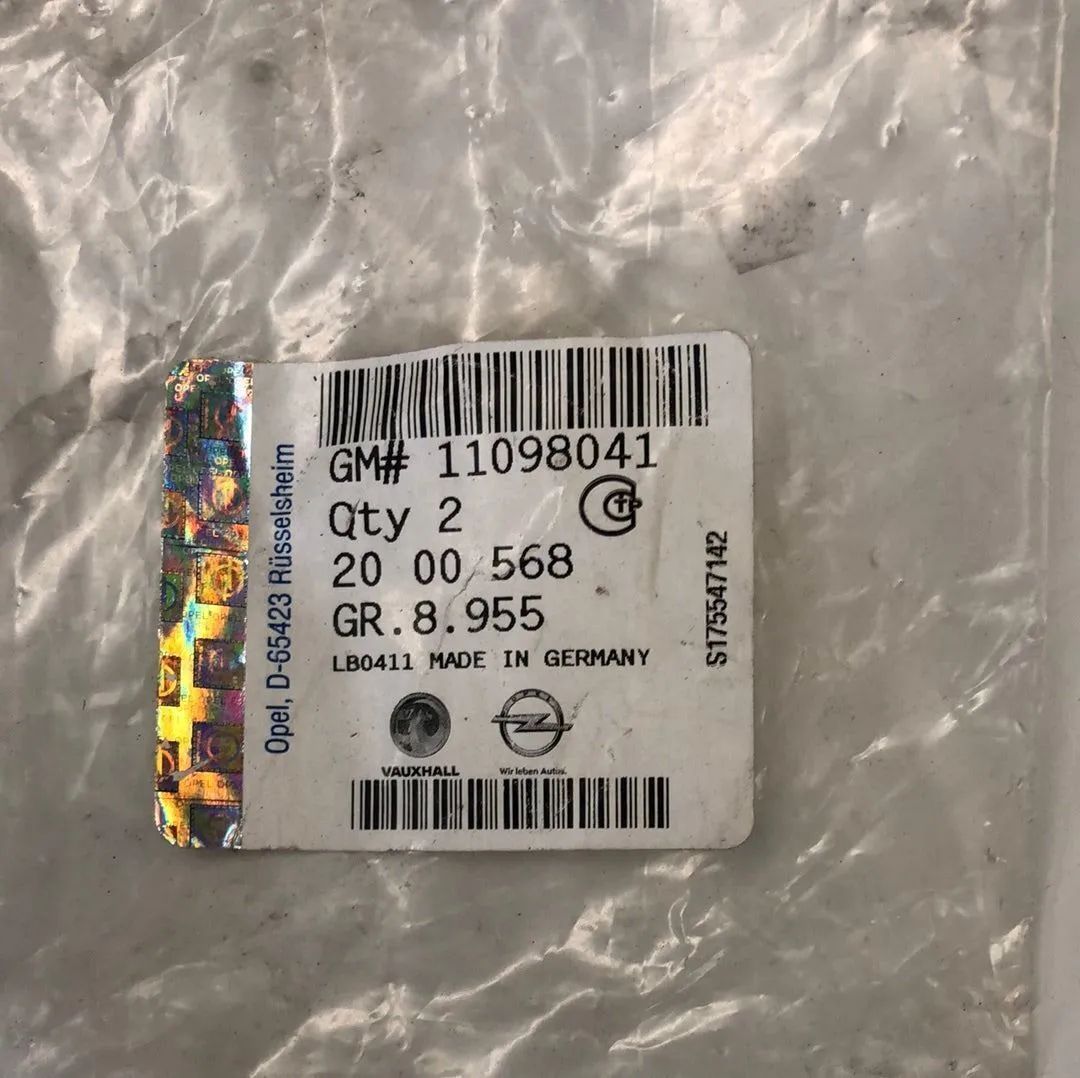 GM# 11098041
Qty 2
20 00 568
GR.8.955
LB0411 MADE IN GERMANY
VAUXHALL
OPEL
Wir leben Autos.
Opel, D-65423 Rüsselsheim
S175547142